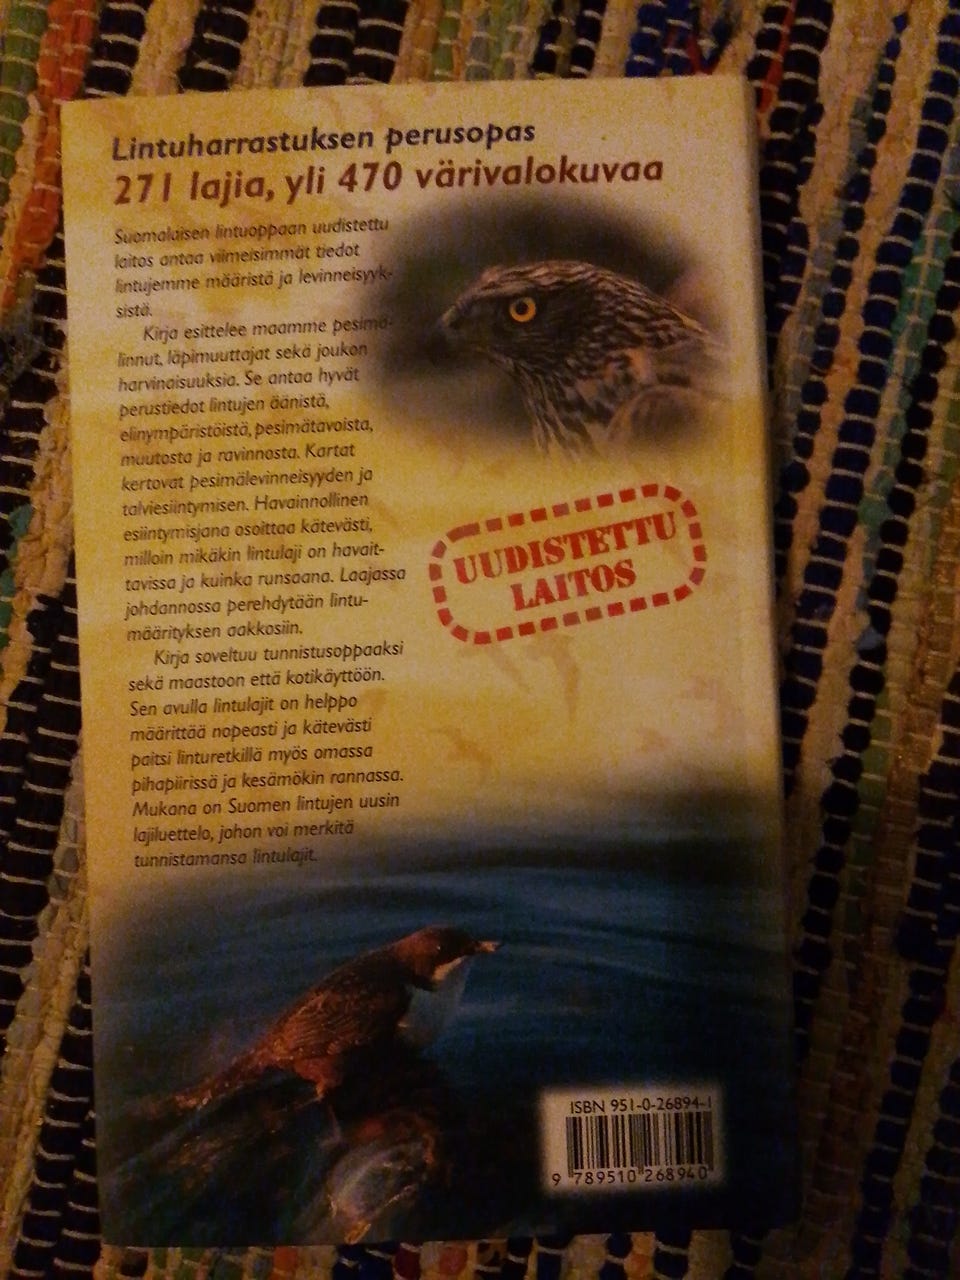 Lintuharrastuksen perusopas
271 lajia, yli 470 värivalokuvaa
Suomalaisen lintuoppaan uudistettu
laitos antaa viimeisimmät tiedot
lintujemme määristä ja levinneisyyk-
sistä.
Kirja esittelee maamme pesimä-
linnut, läpimuuttajat sekä joukon
harvinaisuuksia. Se antaa hyvät
perustiedot lintujen äänistä,
elinympäristöistä, pesimätavoista,
muutosta ja ravinnosta. Kartat
kertovat pesimälevinneisyyden ja
talviesiintymisen. Havainnollinen
esiintymisjana osoittaa kätevästi,
milloin mikäkin lintulaji on havait-
tavissa ja kuinka runsaana. Laajassa
johdannossa perehdytään lintu-
määrityksen aakkosiin.
Kirja soveltuu tunnistusoppaaksi
sekä maastoon että kotikäyttöön.
Sen avulla lintulajit on helppo
määrittää nopeasti ja kätevästi
paitsi linturetkillä myös omassa
pihapiirissä ja kesämökin rannassa.
Mukana on Suomen lintujen uusin
lajiluettelo, johon voi merkitä
tunnistamansa lintulajit.
UUDISTETTU
LAITOS
ISBN 951-0-26894-1
9 789510 268940